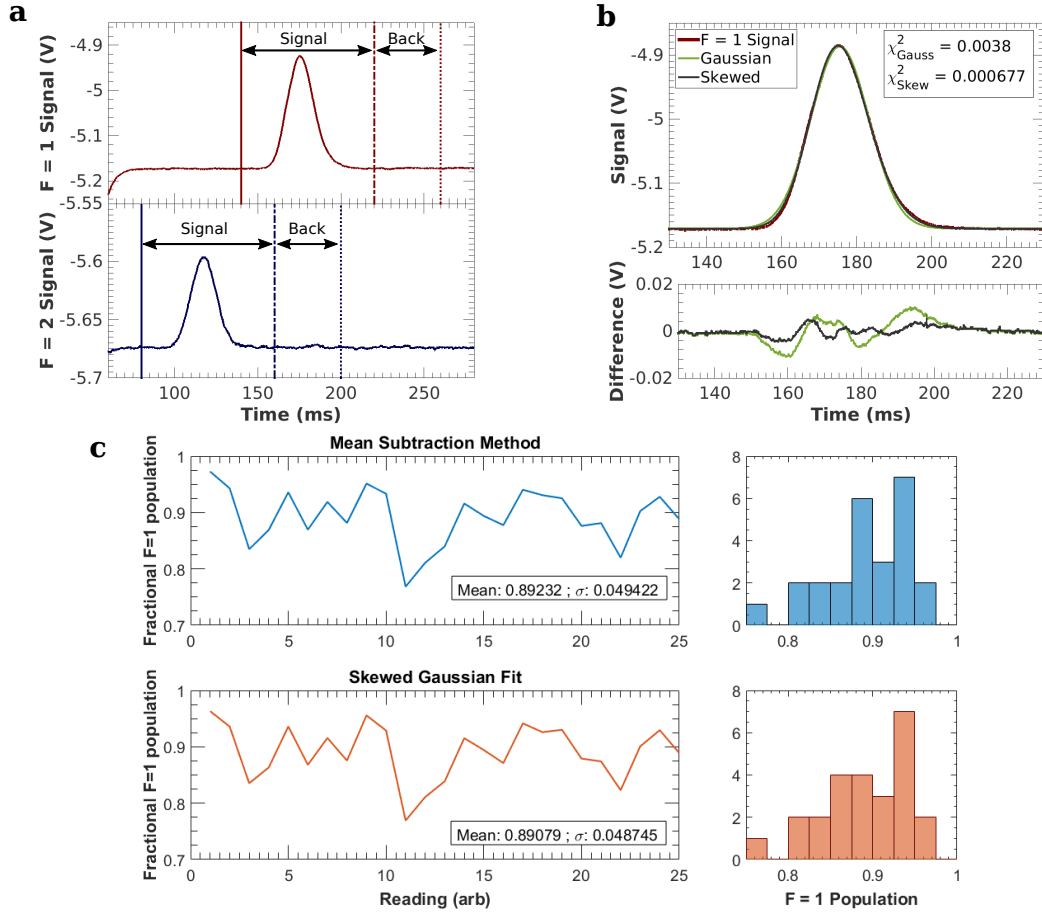 a
F = 1 Signal (V)
-4.9
-5
-5.1
-5.2
Signal
Back
F = 2 Signal (V)
-5.55
-5.6
-5.65
-5.7
Signal
Back
100
150
200
250
Time (ms)
b
Signal (V)
-4.9
-5
-5.1
-5.2
F = 1 Signal
Gaussian
Skewed
χ²Gauss = 0.0038
χ²Skew = 0.000677
140
160
180
200
220
Difference (V)
0.02
0
-0.02
140
160
180
200
220
Time (ms)
c
Mean Subtraction Method
Fractional F=1 population
1
0.9
0.8
0.7
Mean: 0.89232 ; σ: 0.049422
0
5
10
15
20
25
8
6
4
2
0
0.8
0.9
1
Skewed Gaussian Fit
Fractional F=1 population
1
0.9
0.8
0.7
Mean: 0.89079 ; σ: 0.048745
0
5
10
15
20
25
Reading (arb)
8
6
4
2
0
0.8
0.9
1
F = 1 Population